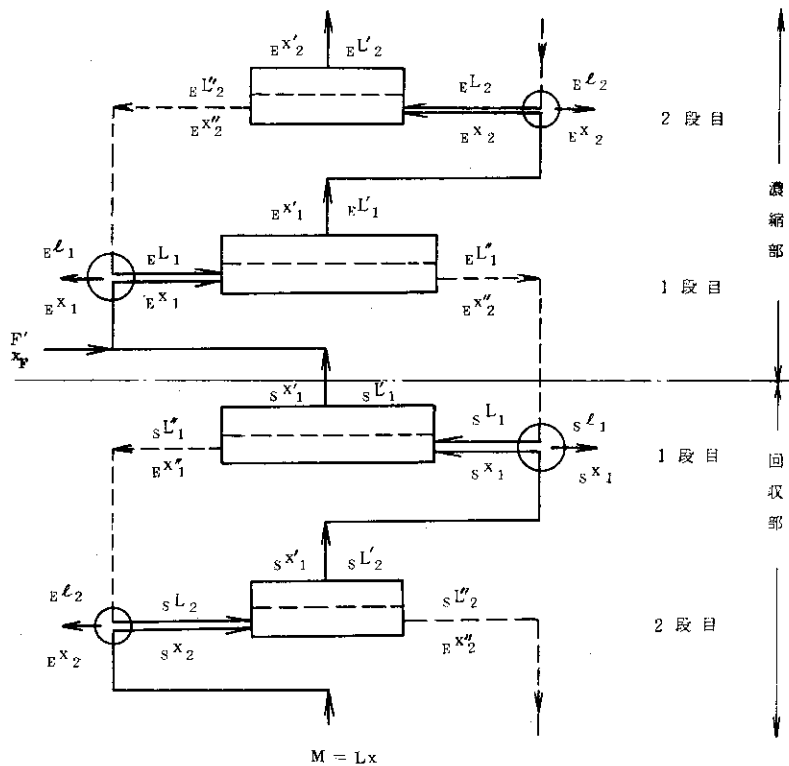 Ex'2 EL'2
EL"2 EL2 Eℓ2
Ex"2 Ex2 Ex2
2段目
Ex'1 EL'1
Eℓ1 EL1 EL"1
Ex1 Ex1 Ex"2
1段目
濃縮部
F'
xF
Sx'1 SL'1
SL"1 SL1 Sℓ1
Ex"1 Sx1 Sx1
1段目
回収部
Sx'1 SL'2
Eℓ2 SL2 SL"2
Ex2 Sx2 Ex"2
2段目
M = Lx